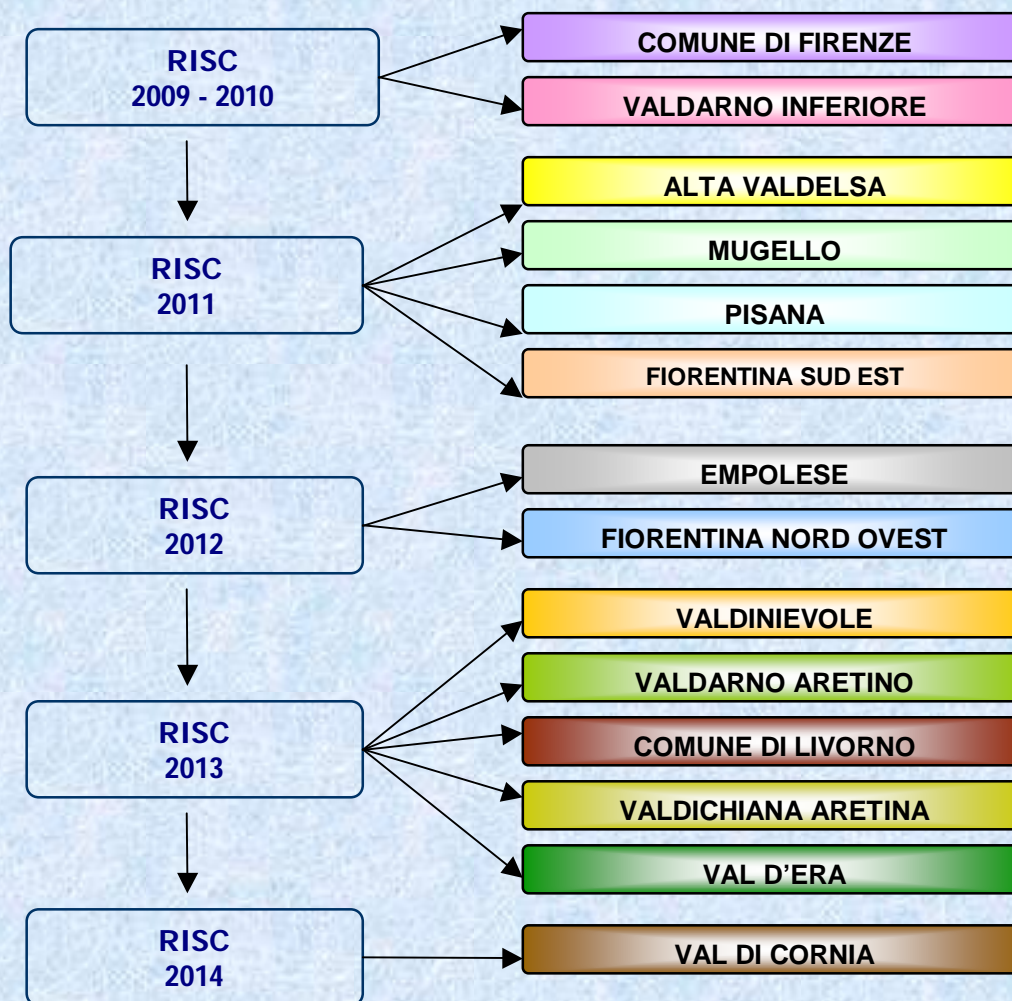 RISC
2009 - 2010
COMUNE DI FIRENZE
VALDARNO INFERIORE
RISC
2011
ALTA VALDELSA
MUGELLO
PISANA
FIORENTINA SUD EST
RISC
2012
EMPOLESE
FIORENTINA NORD OVEST
RISC
2013
VALDINIEVOLE
VALDARNO ARETINO
COMUNE DI LIVORNO
VALDICHIANA ARETINA
VAL D'ERA
RISC
2014
VAL DI CORNIA